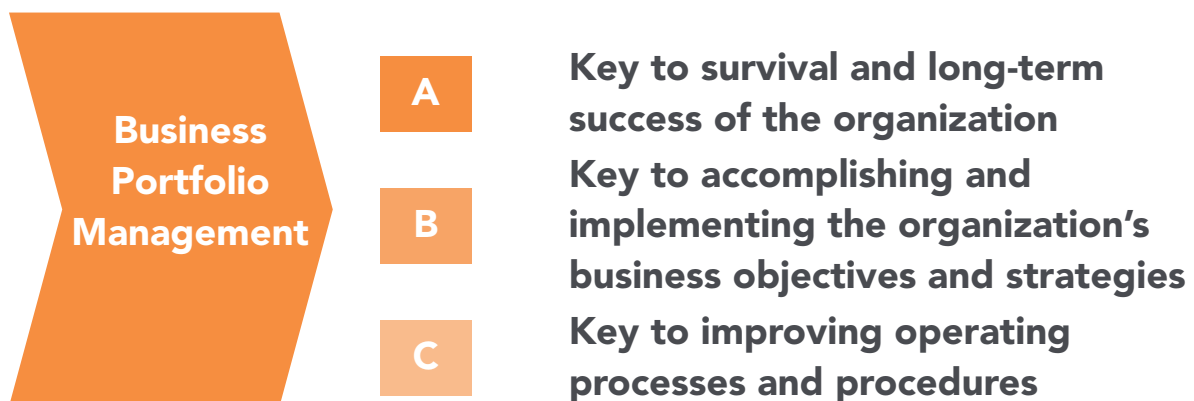 Business
Portfolio
Management
A
Key to survival and long-term
success of the organization
B
Key to accomplishing and
implementing the organization’s
business objectives and strategies
C
Key to improving operating
processes and procedures